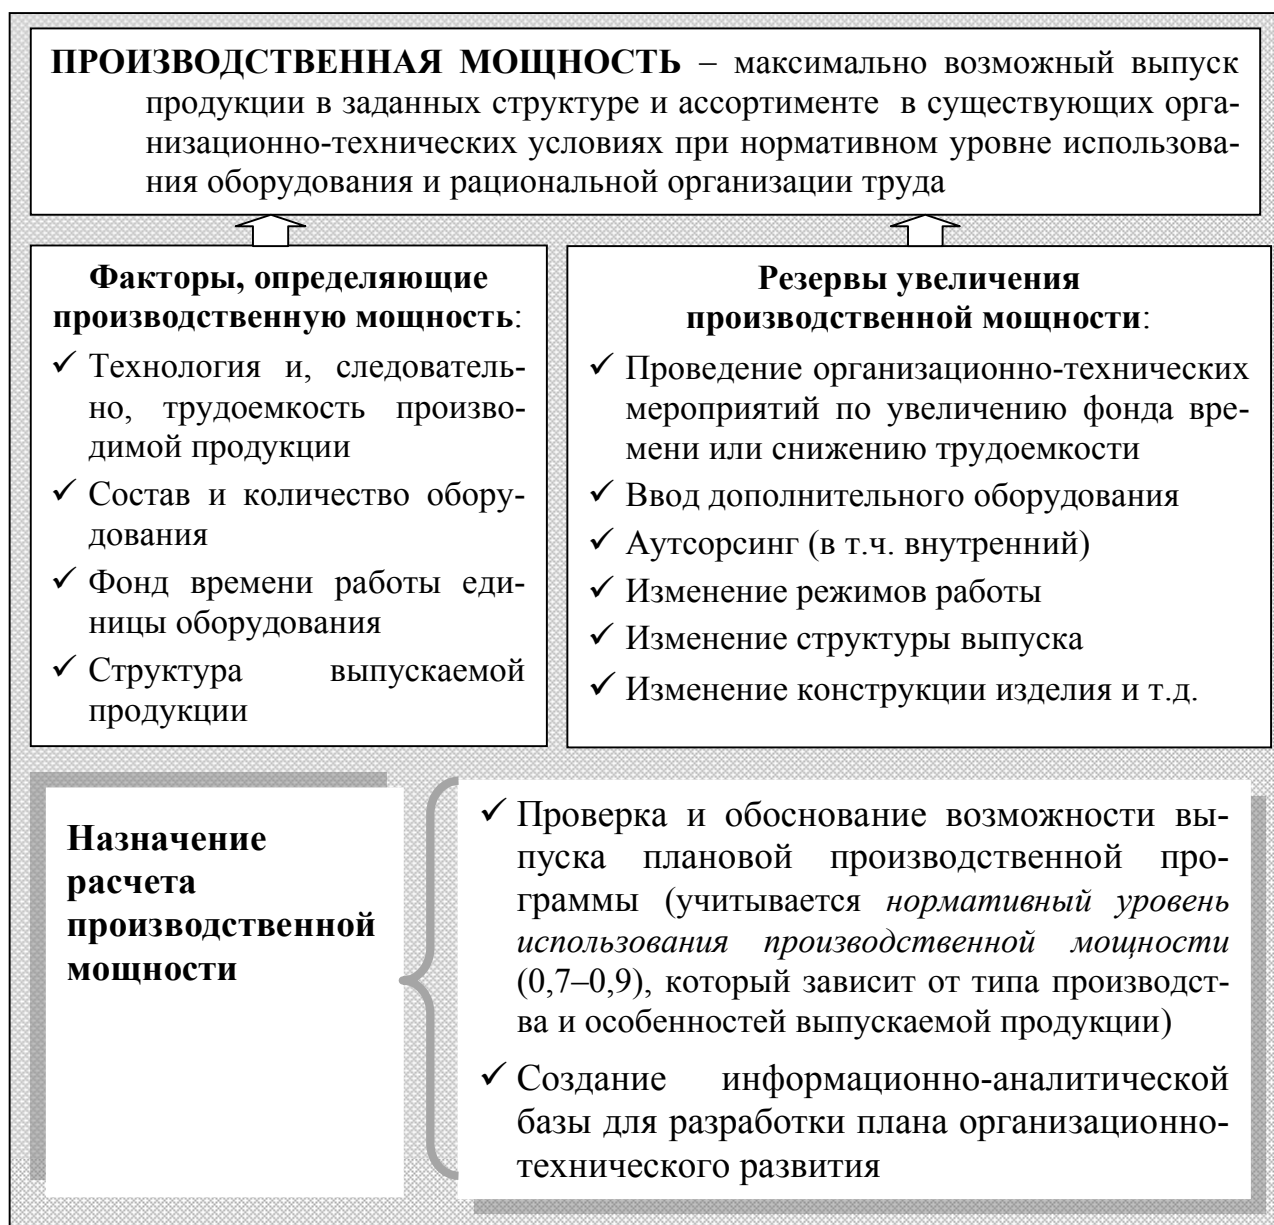 ПРОИЗВОДСТВЕННАЯ МОЩНОСТЬ – максимально возможный выпуск
продукции в заданных структуре и ассортименте в существующих орга-
низационно-технических условиях при нормативном уровне использова-
ния оборудования и рациональной организации труда
Факторы, определяющие
производственную мощность:
✓ Технология и, следователь-
но, трудоемкость произво-
димой продукции
✓ Состав и количество обору-
дования
✓ Фонд времени работы еди-
ницы оборудования
✓ Структура выпускаемой
продукции
Резервы увеличения
производственной мощности:
✓ Проведение организационно-технических
мероприятий по увеличению фонда вре-
мени или снижению трудоемкости
✓ Ввод дополнительного оборудования
✓ Аутсорсинг (в т.ч. внутренний)
✓ Изменение режимов работы
✓ Изменение структуры выпуска
✓ Изменение конструкции изделия и т.д.
Назначение
расчета
производственной
мощности
✓ Проверка и обоснование возможности вы-
пуска плановой производственной про-
граммы (учитывается нормативный уровень
использования производственной мощности
(0,7–0,9), который зависит от типа производст-
ва и особенностей выпускаемой продукции)
✓ Создание информационно-аналитической
базы для разработки плана организационно-
технического развития